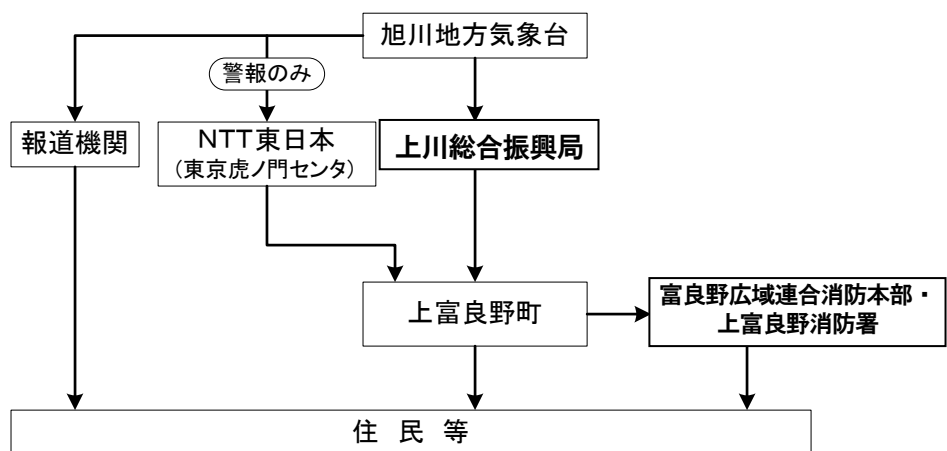 旭川地方気象台
警報のみ
報道機関
NTT東日本
(東京虎ノ門センタ)
上川総合振興局
上富良野町
富良野広域連合消防本部・
上富良野消防署
住 民 等